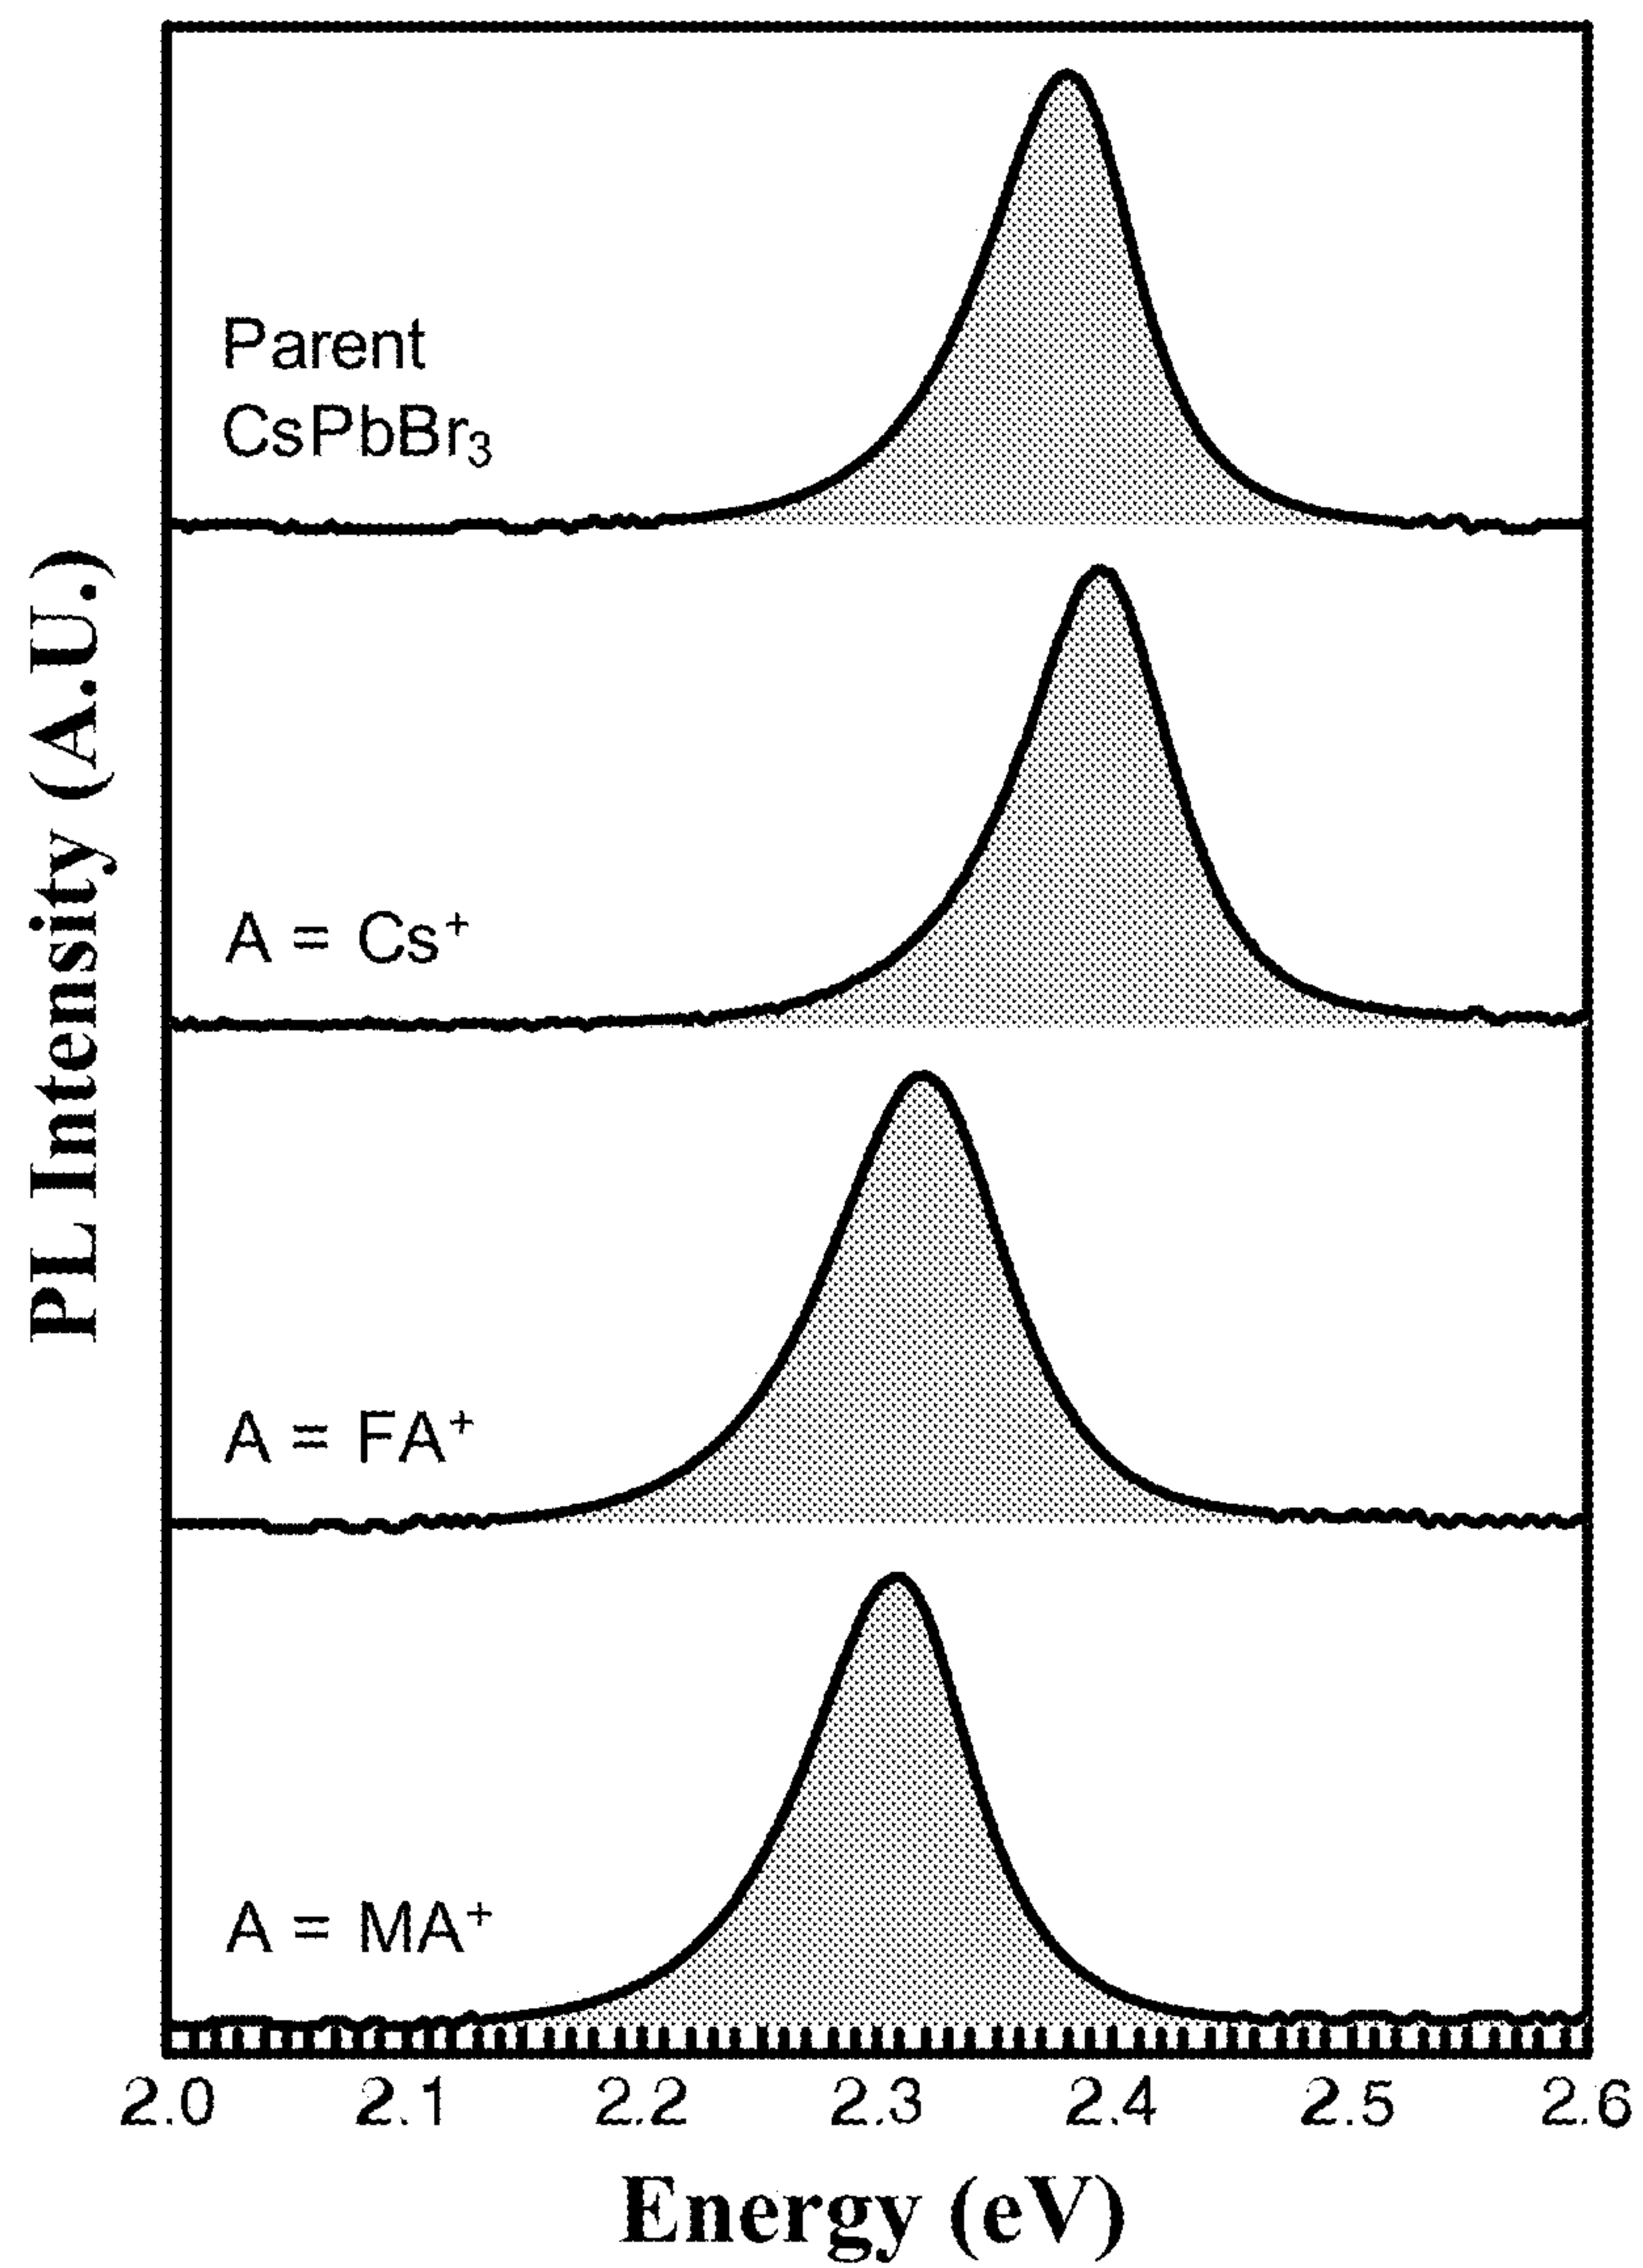 Parent
CsPbBr₃
A = Cs⁺
A = FA⁺
A = MA⁺
PL Intensity (A.U.)
2.0 2.1 2.2 2.3 2.4 2.5 2.6
Energy (eV)